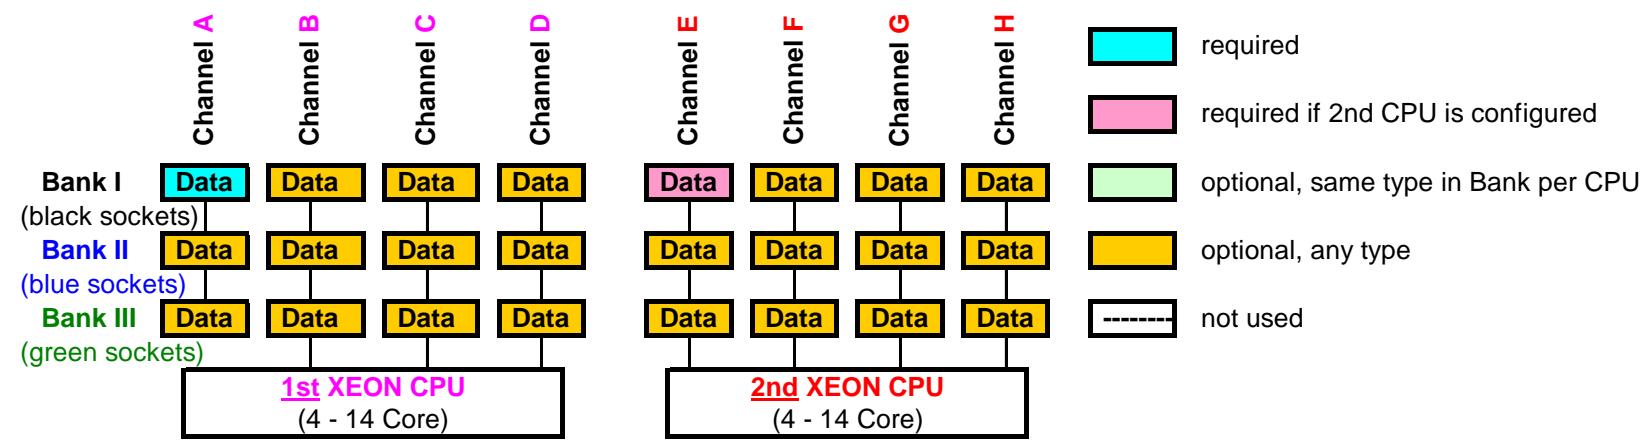 Channel A
Channel B
Channel C
Channel D
Channel E
Channel F
Channel G
Channel H
required
required if 2nd CPU is configured
Bank I Data Data Data Data Data Data Data Data
(black sockets)
optional, same type in Bank per CPU
Bank II Data Data Data Data Data Data Data Data
(blue sockets)
optional, any type
Bank III Data Data Data Data Data Data Data Data
(green sockets)
-------- not used
1st XEON CPU
(4 - 14 Core)
2nd XEON CPU
(4 - 14 Core)